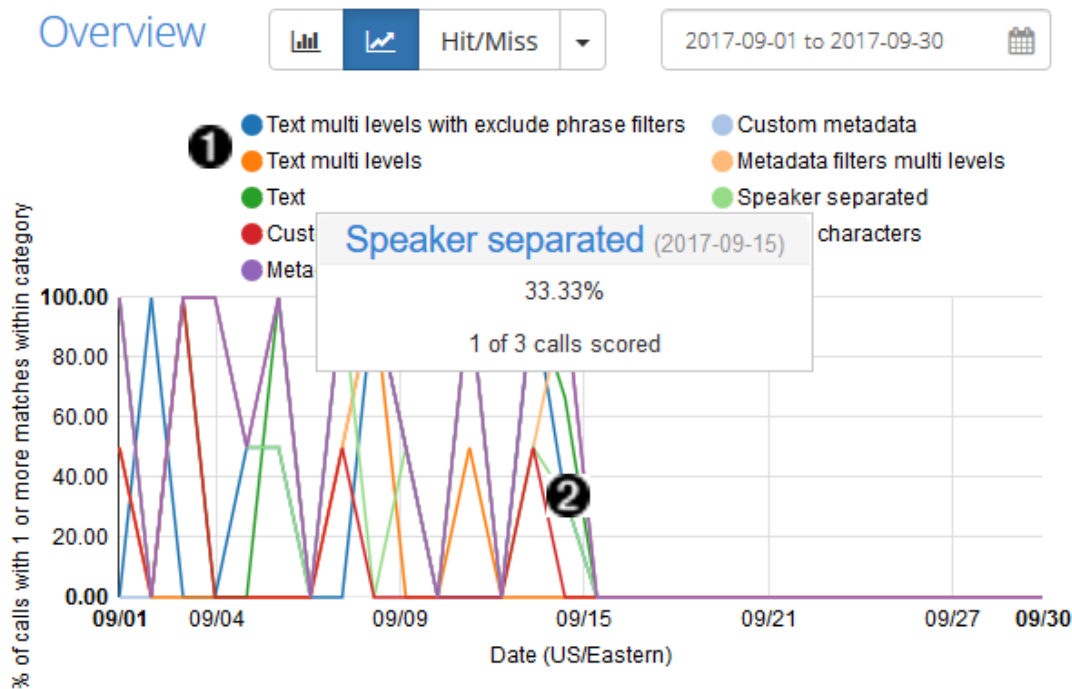 Overview
Hit/Miss
2017-09-01 to 2017-09-30
1
Text multi levels with exclude phrase filters
Custom metadata
Text multi levels
Metadata filters multi levels
Text
Speaker separated
Cust
characters
Meta
Speaker separated (2017-09-15)
33.33%
1 of 3 calls scored
% of calls with 1 or more matches within category
100.00
80.00
60.00
40.00
20.00
0.00
2
09/01 09/04 09/09 09/15 09/21 09/27 09/30
Date (US/Eastern)